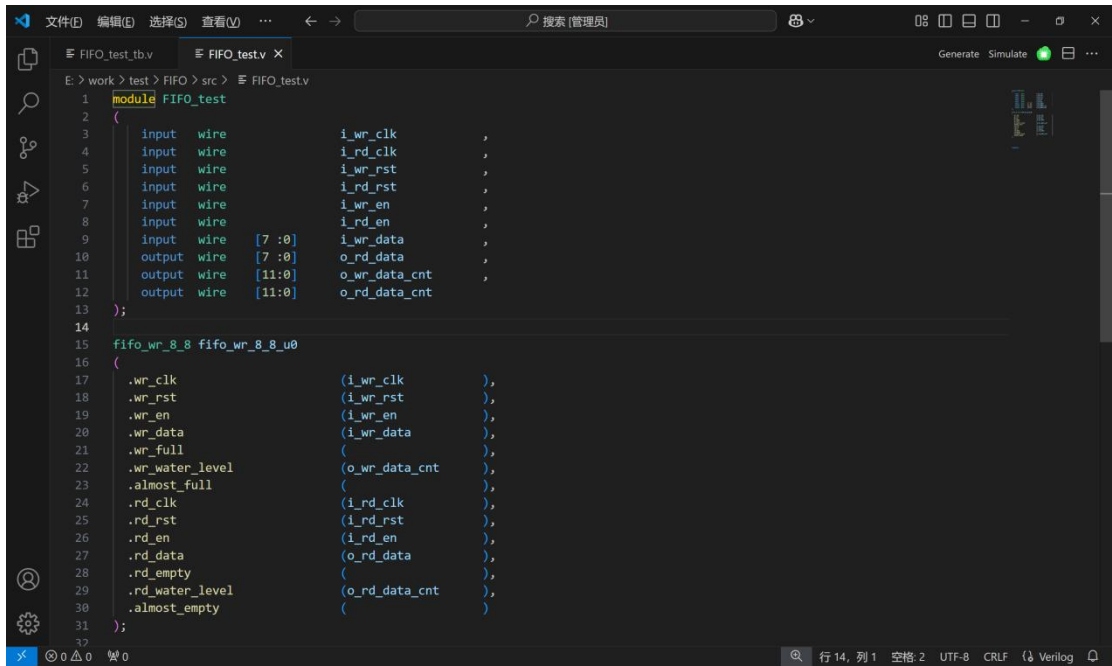 文件(F) 编辑(E) 选择(S) 查看(V) ··· ← → 搜索 [管理员]
FIFO_test_tb.v FIFO_test.v × Generate Simulate ···
E: > work > test > FIFO > src > FIFO_test.v
1 module FIFO_test
2 (
3 input wire i_wr_clk ,
4 input wire i_rd_clk ,
5 input wire i_wr_rst ,
6 input wire i_rd_rst ,
7 input wire i_wr_en ,
8 input wire i_rd_en ,
9 input wire [7 :0] i_wr_data ,
10 output wire [7 :0] o_rd_data ,
11 output wire [11:0] o_wr_data_cnt ,
12 output wire [11:0] o_rd_data_cnt
13 );
14
15 fifo_wr_8_8 fifo_wr_8_8_u0
16 (
17 .wr_clk (i_wr_clk ),
18 .wr_rst (i_wr_rst ),
19 .wr_en (i_wr_en ),
20 .wr_data (i_wr_data ),
21 .wr_full ( ),
22 .wr_water_level (o_wr_data_cnt ),
23 .almost_full ( ),
24 .rd_clk (i_rd_clk ),
25 .rd_rst (i_rd_rst ),
26 .rd_en (i_rd_en ),
27 .rd_data (o_rd_data ),
28 .rd_empty ( ),
29 .rd_water_level (o_rd_data_cnt ),
30 .almost_empty ( )
31 );
32
0 0 0 行 14, 列 1 空格: 2 UTF-8 CRLF Verilog